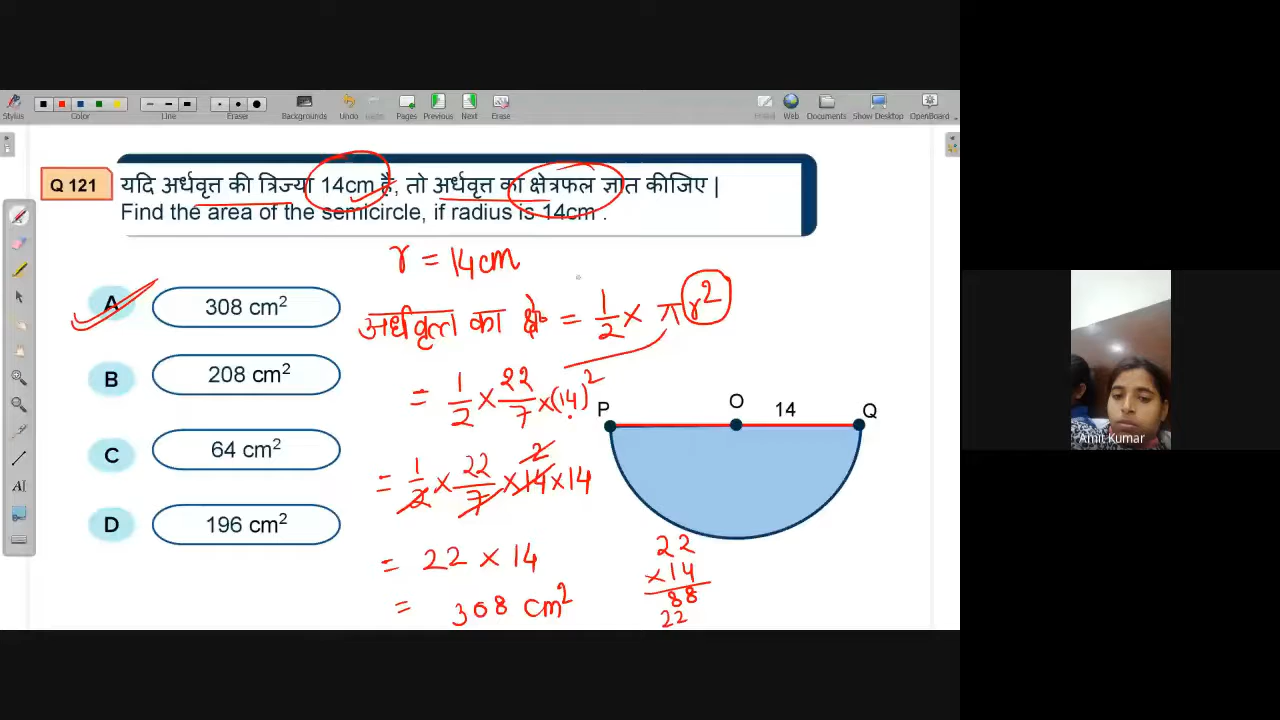 Stylus
Color
Line
Eraser
Backgrounds
Undo
Pages
Previous
Next
Erase
Web
Documents
Show Desktop
OpenBoard
Q 121
यदि अर्धवृत्त की त्रिज्या 14cm है, तो अर्धवृत्त का क्षेत्रफल ज्ञात कीजिए |
Find the area of the semicircle, if radius is 14cm .
r = 14cm
A
308 cm²
B
208 cm²
C
64 cm²
D
196 cm²
अर्धवृत्त का क्षे० = 1/2 × πr²
= 1/2 × 22/7 × (14)²
= 1/2 × 22/7 × 14 × 14
2
= 22 × 14
= 308 cm²
P
O
14
Q
22
×14
88
22
AI
Amit Kumar